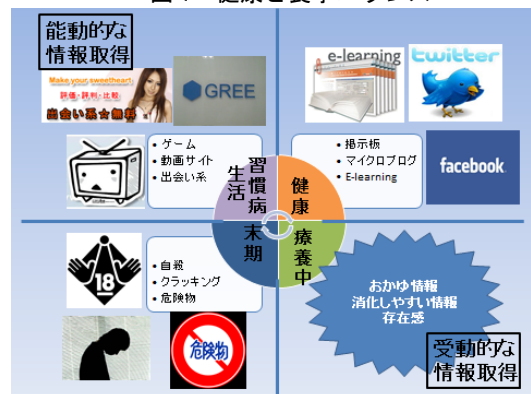 能動的な
情報取得
Make your sweetheart
評価・評判・比較
出会い系☆無料
GREE
• ゲーム
• 動画サイト
• 出会い系
e-learning
twitter
• 掲示板
• マイクロブログ
• E-learning
facebook
生活習慣病
健康
末期
療養中
18
• 自殺
• クラッキング
• 危険物
危険物
おかゆ情報
消化しやすい情報
存在感
受動的な
情報取得